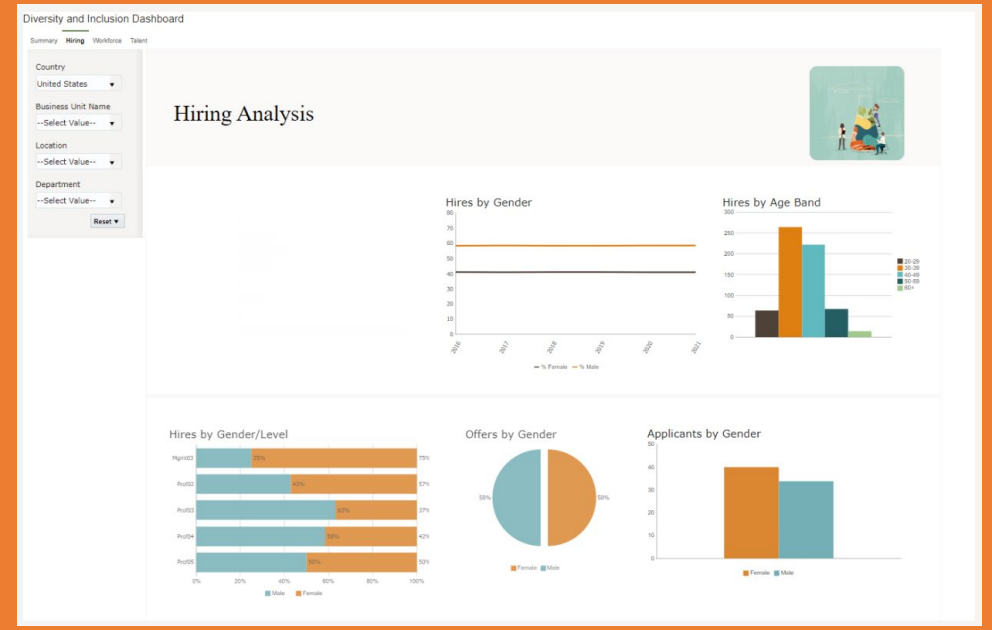 Diversity and Inclusion Dashboard
Summary Hiring Workforce Talent
Country
United States
Business Unit Name
--Select Value--
Location
--Select Value--
Department
--Select Value--
Reset
Hiring Analysis
Hires by Gender
80
70
60
50
40
30
20
10
0
2016 2017 2018 2019 2020 2021
% Female % Male
Hires by Age Band
300
250
200
150
100
50
0
20-29
30-39
40-49
50-59
60+
Hires by Gender/Level
Mgmt03 25% 75%
Prof02 43% 57%
Prof03 63% 37%
Prof04 58% 42%
Prof05 50% 50%
0% 20% 40% 60% 80% 100%
Male Female
Offers by Gender
50% 50%
Female Male
Applicants by Gender
50
40
30
20
10
0
Female Male